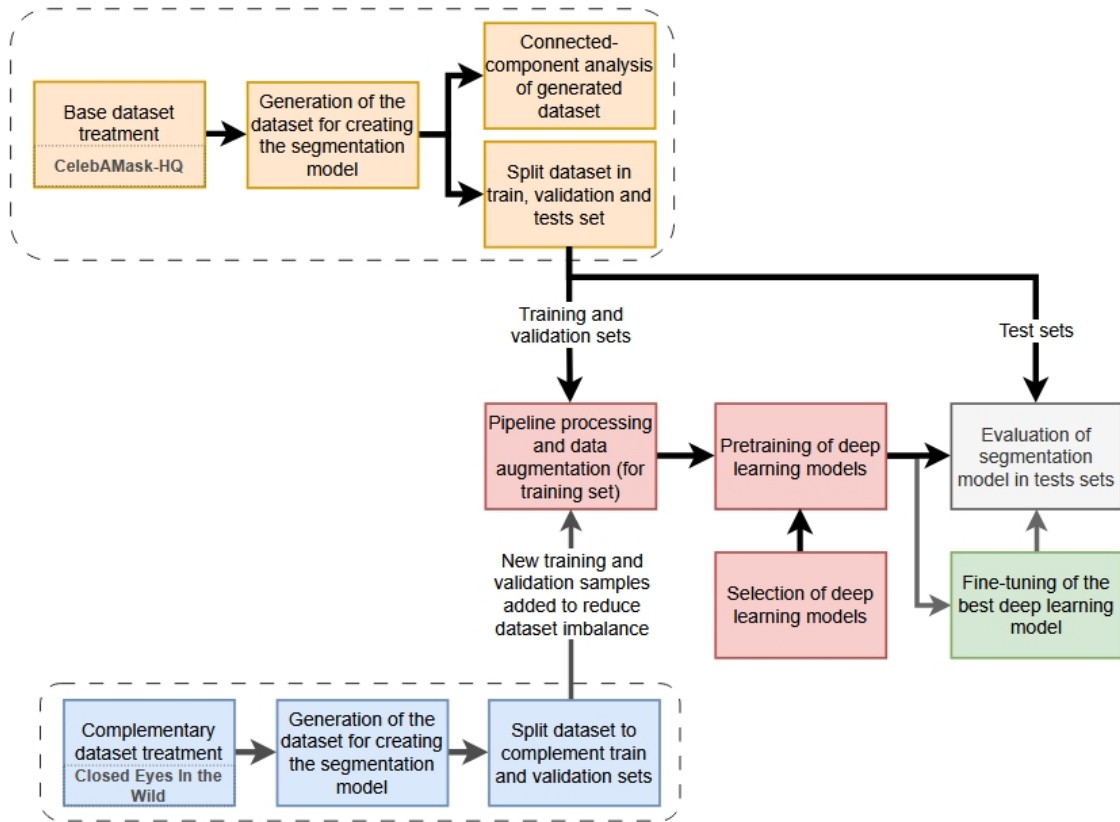 Base dataset
treatment
CelebAMask-HQ
Generation of the
dataset for creating
the segmentation
model
Connected-
component analysis
of generated
dataset
Split dataset in
train, validation and
tests set
Training and
validation sets
Test sets
Pipeline processing
and data
augmentation (for
training set)
Pretraining of deep
learning models
Evaluation of
segmentation
model in tests sets
New training and
validation samples
added to reduce
dataset imbalance
Selection of deep
learning models
Fine-tuning of the
best deep learning
model
Complementary
dataset treatment
Closed Eyes In the
Wild
Generation of the
dataset for creating
the segmentation
model
Split dataset to
complement train
and validation sets